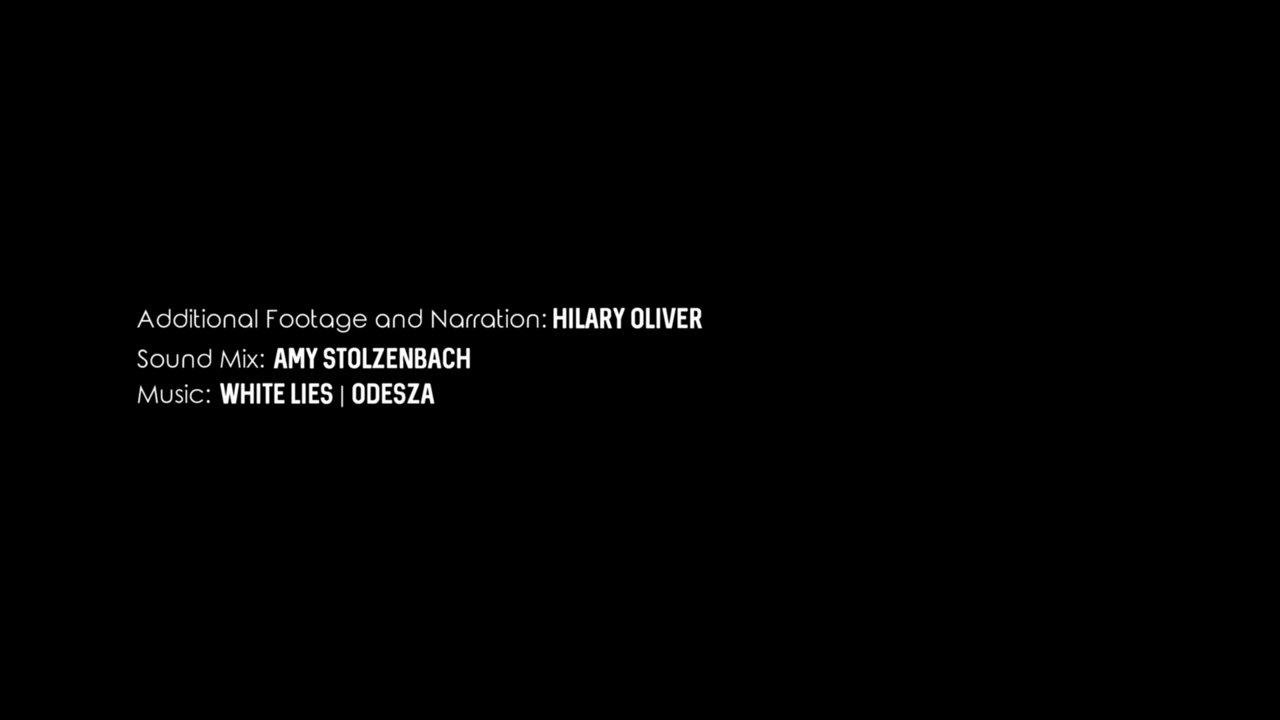 Additional Footage and Narration: HILARY OLIVER
Sound Mix: AMY STOLZENBACH
Music: WHITE LIES | ODESZA